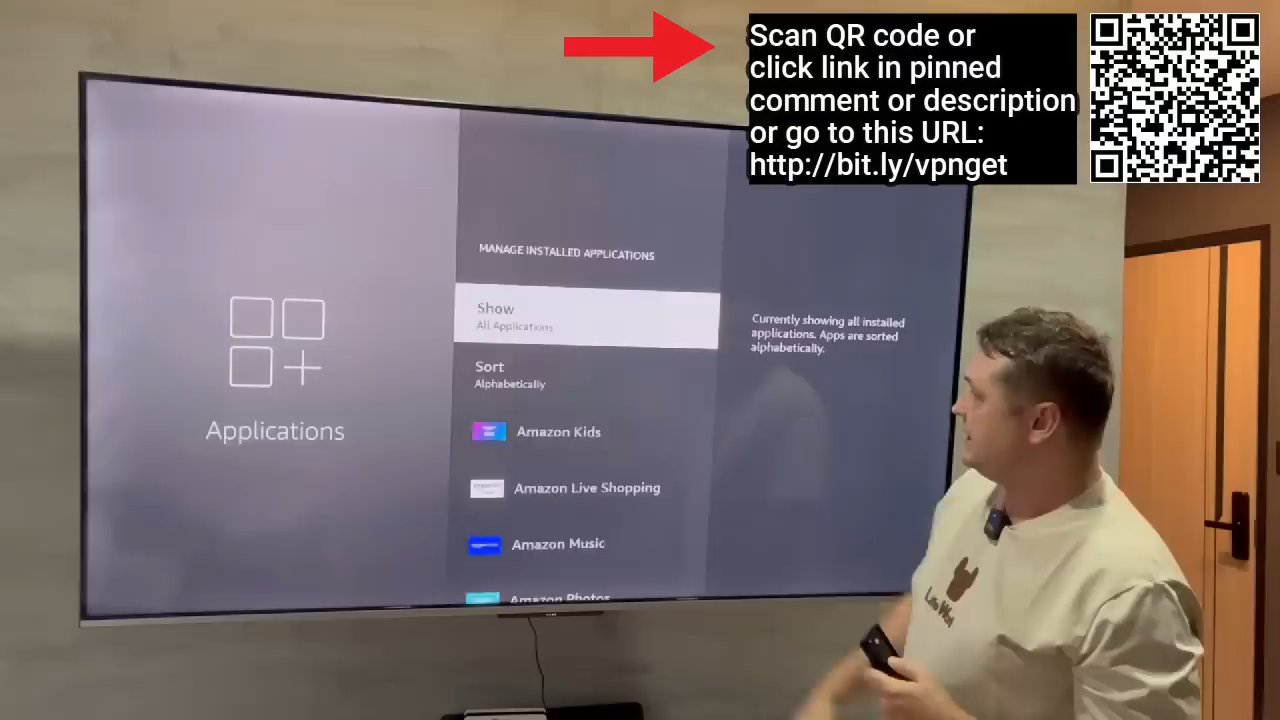 Scan QR code or
click link in pinned
comment or description
or go to this URL:
http://bit.ly/vpnget
MANAGE INSTALLED APPLICATIONS
Show
All Applications
Currently showing all installed
applications. Apps are sorted
alphabetically.
Sort
Alphabetically
Applications
Amazon Kids
Amazon Live Shopping
Amazon Music
Amazon Photos